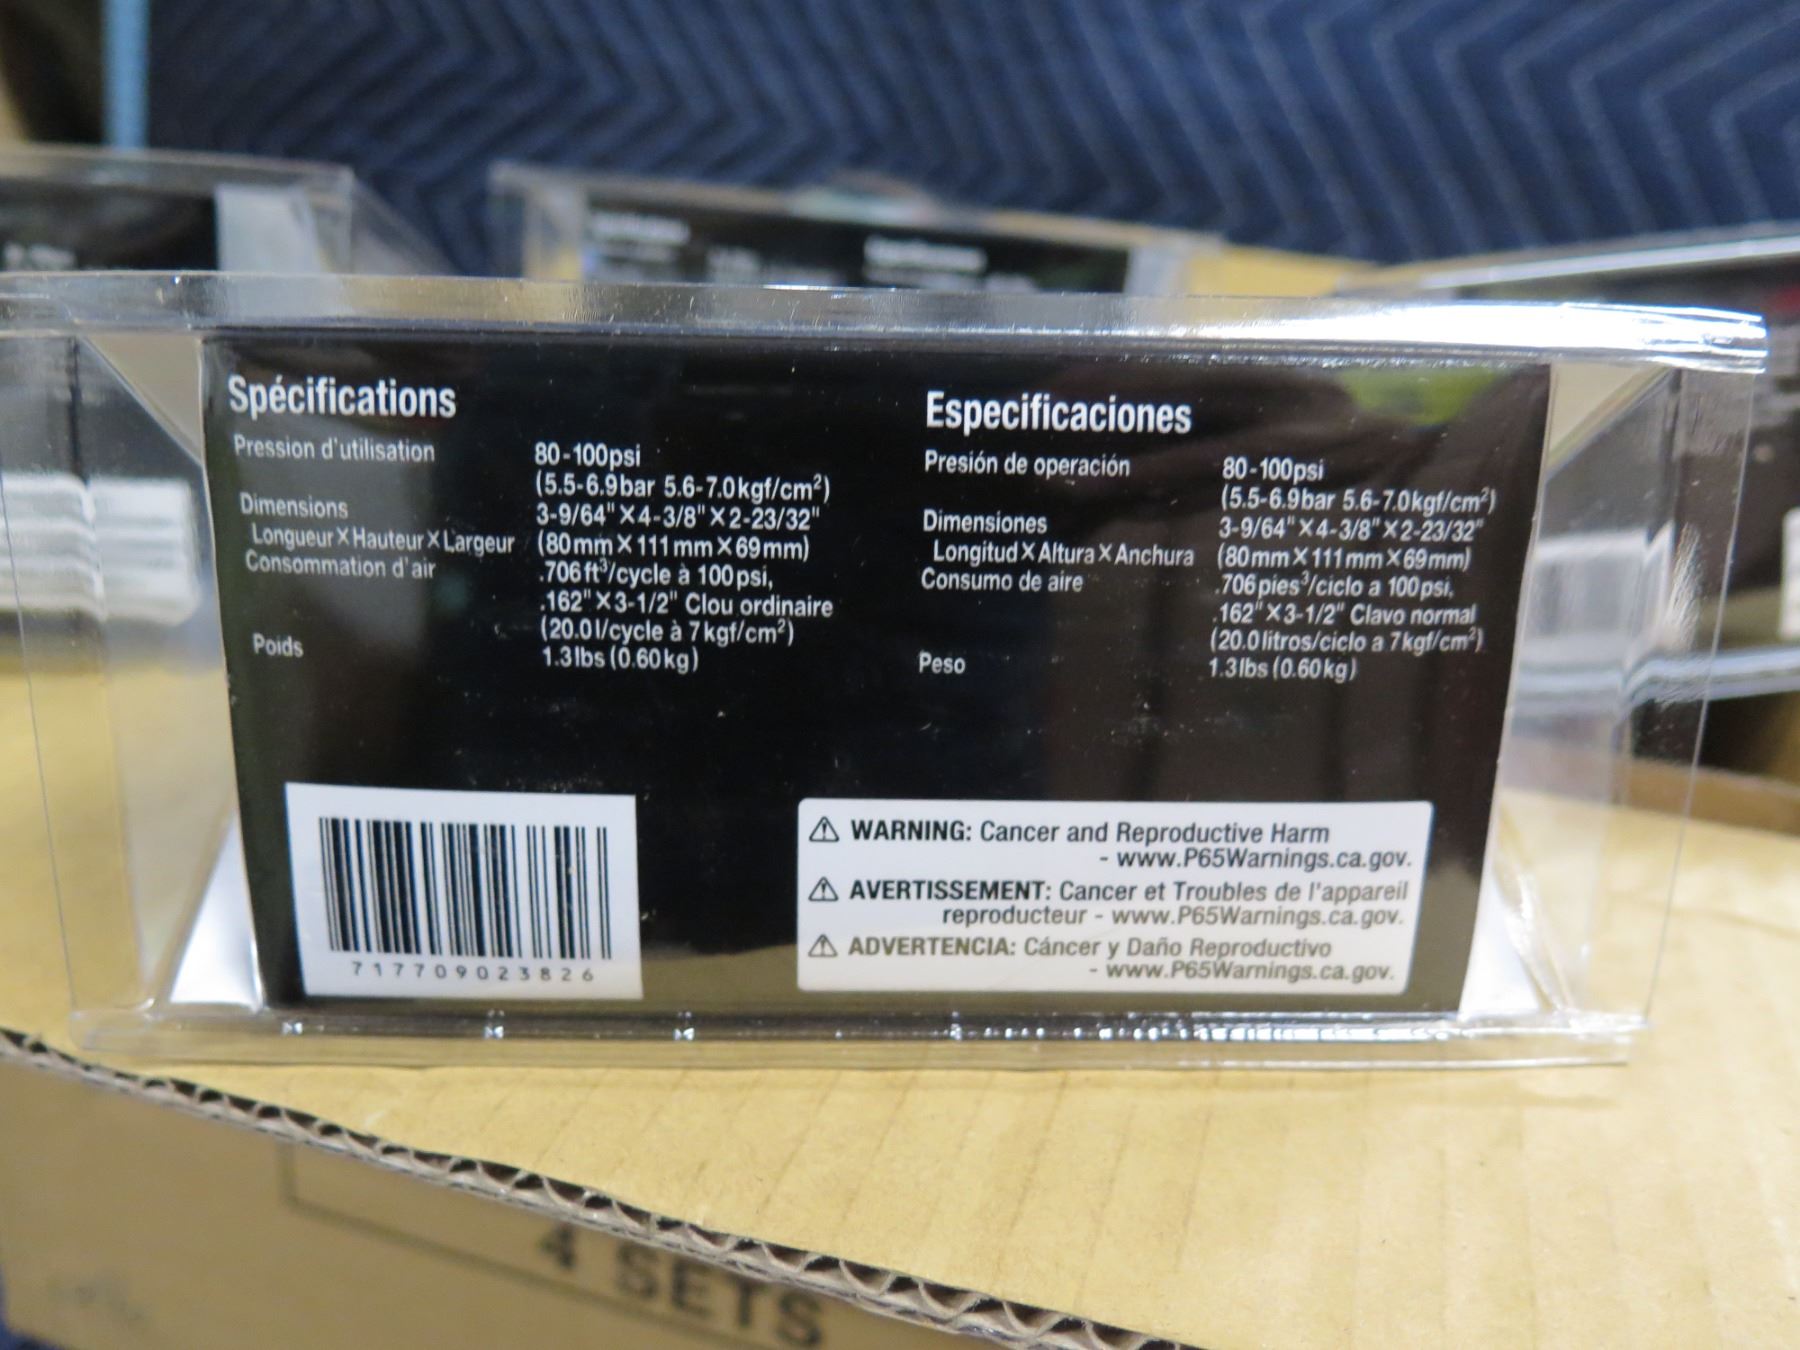 Spécifications
Pression d'utilisation 80-100psi
(5.5-6.9bar 5.6-7.0kgf/cm²)
Dimensions 3-9/64" X 4-3/8" X 2-23/32"
Longueur X Hauteur X Largeur (80mm X 111mm X 69mm)
Consommation d'air .706ft³/cycle à 100psi,
.162" X 3-1/2" Clou ordinaire
(20.0l/cycle à 7kgf/cm²)
Poids 1.3lbs (0.60kg)
Especificaciones
Presión de operación 80-100psi
(5.5-6.9bar 5.6-7.0kgf/cm²)
Dimensiones 3-9/64" X 4-3/8" X 2-23/32"
Longitud X Altura X Anchura (80mm X 111mm X 69mm)
Consumo de aire .706pies³/ciclo a 100psi,
.162" X 3-1/2" Clavo normal
(20.0litros/ciclo a 7kgf/cm²)
Peso 1.3lbs (0.60kg)
717709023826
⚠ WARNING: Cancer and Reproductive Harm
- www.P65Warnings.ca.gov.
⚠ AVERTISSEMENT: Cancer et Troubles de l'appareil
reproducteur - www.P65Warnings.ca.gov.
⚠ ADVERTENCIA: Cáncer y Daño Reproductivo
- www.P65Warnings.ca.gov.
4 SETS